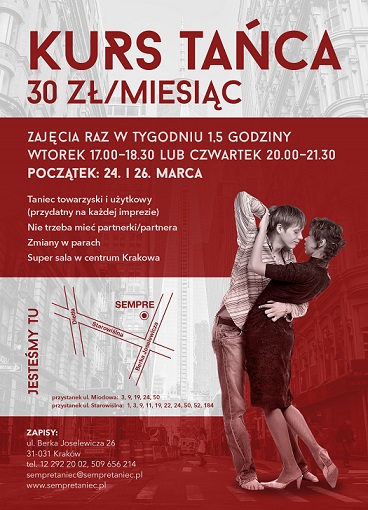 KURS TAŃCA
30 ZŁ/MIESIĄC
ZAJĘCIA RAZ W TYGODNIU 1,5 GODZINY
WTOREK 17.00–18.30 LUB CZWARTEK 20.00–21.30
POCZĄTEK: 24. I 26. MARCA
Taniec towarzyski i użytkowy
(przydatny na każdej imprezie)
Nie trzeba mieć partnerki/partnera
Zmiany w parach
Super sala w centrum Krakowa
JESTEŚMY TU
SEMPRE
Dietla
Starowiślna
Berka Joselewicza
przystanek ul. Miodowa: 3, 9, 19, 24, 50
przystanek ul. Starowiślna: 1, 3, 9, 11, 19, 22, 24, 50, 52, 184
ZAPISY:
ul. Berka Joselewicza 26
31-031 Kraków
tel. 12 292 20 02, 509 656 214
sempretaniec@sempretaniec.pl
www.sempretaniec.pl